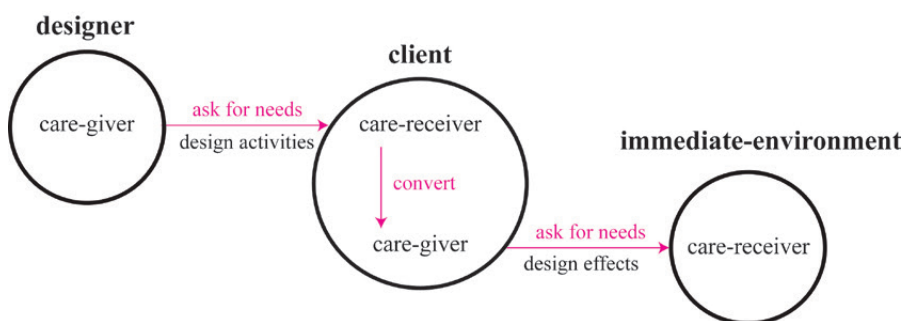 designer
care-giver
ask for needs
design activities
client
care-receiver
convert
care-giver
ask for needs
design effects
immediate-environment
care-receiver